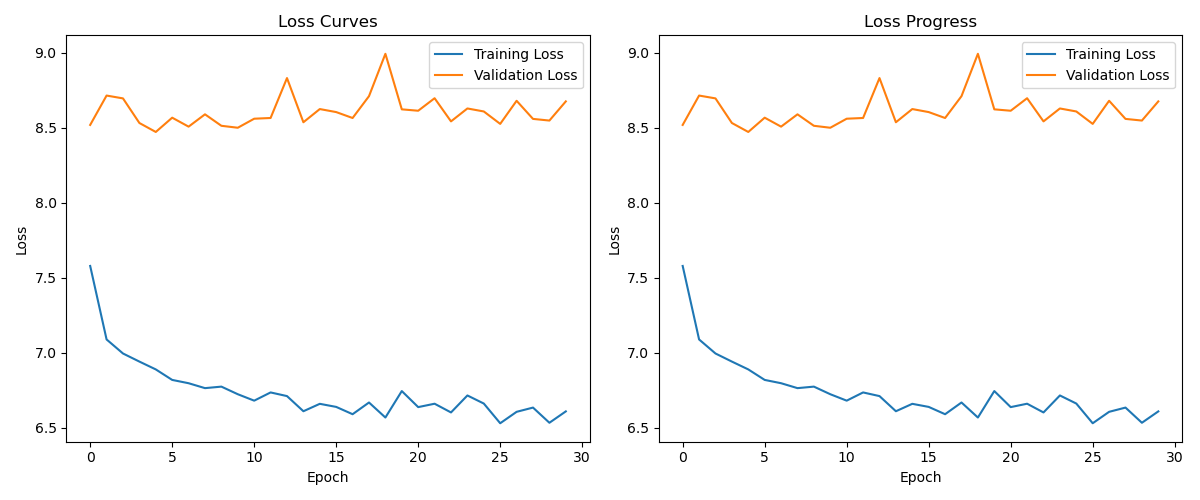 Loss Curves
Training Loss
Validation Loss
9.0
8.5
8.0
7.5
7.0
6.5
Loss
0 5 10 15 20 25 30
Epoch
Loss Progress
Training Loss
Validation Loss
9.0
8.5
8.0
7.5
7.0
6.5
Loss
0 5 10 15 20 25 30
Epoch